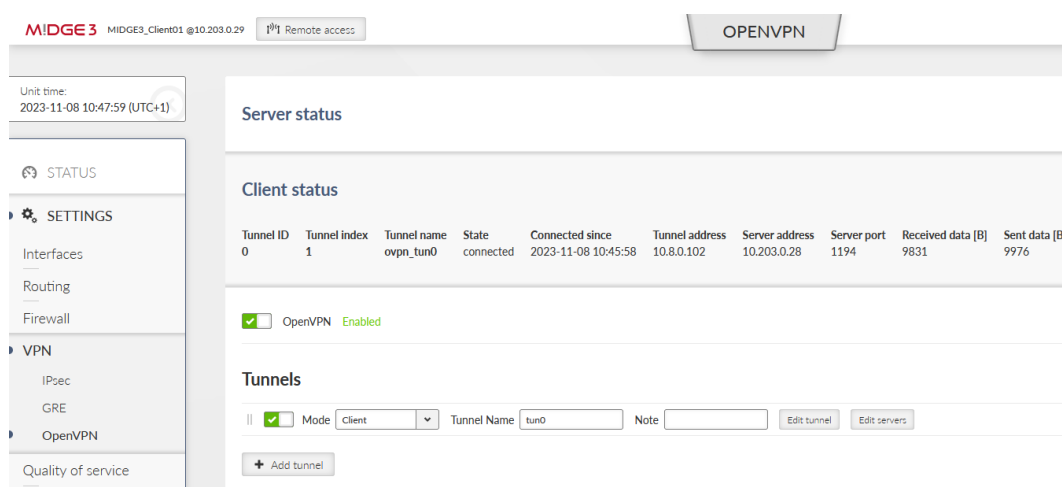 M!DGE 3 MIDGE3_Client01 @10.203.0.29 Remote access OPENVPN
Unit time:
2023-11-08 10:47:59 (UTC+1)
Server status
STATUS
Client status
SETTINGS
Tunnel ID Tunnel index Tunnel name State Connected since Tunnel address Server address Server port Received data [B] Sent data [B
0 1 ovpn_tun0 connected 2023-11-08 10:45:58 10.8.0.102 10.203.0.28 1194 9831 9976
Interfaces
Routing
Firewall
OpenVPN Enabled
VPN
IPsec
GRE
OpenVPN
Quality of service
Tunnels
Mode Client Tunnel Name tun0 Note Edit tunnel Edit servers
Add tunnel